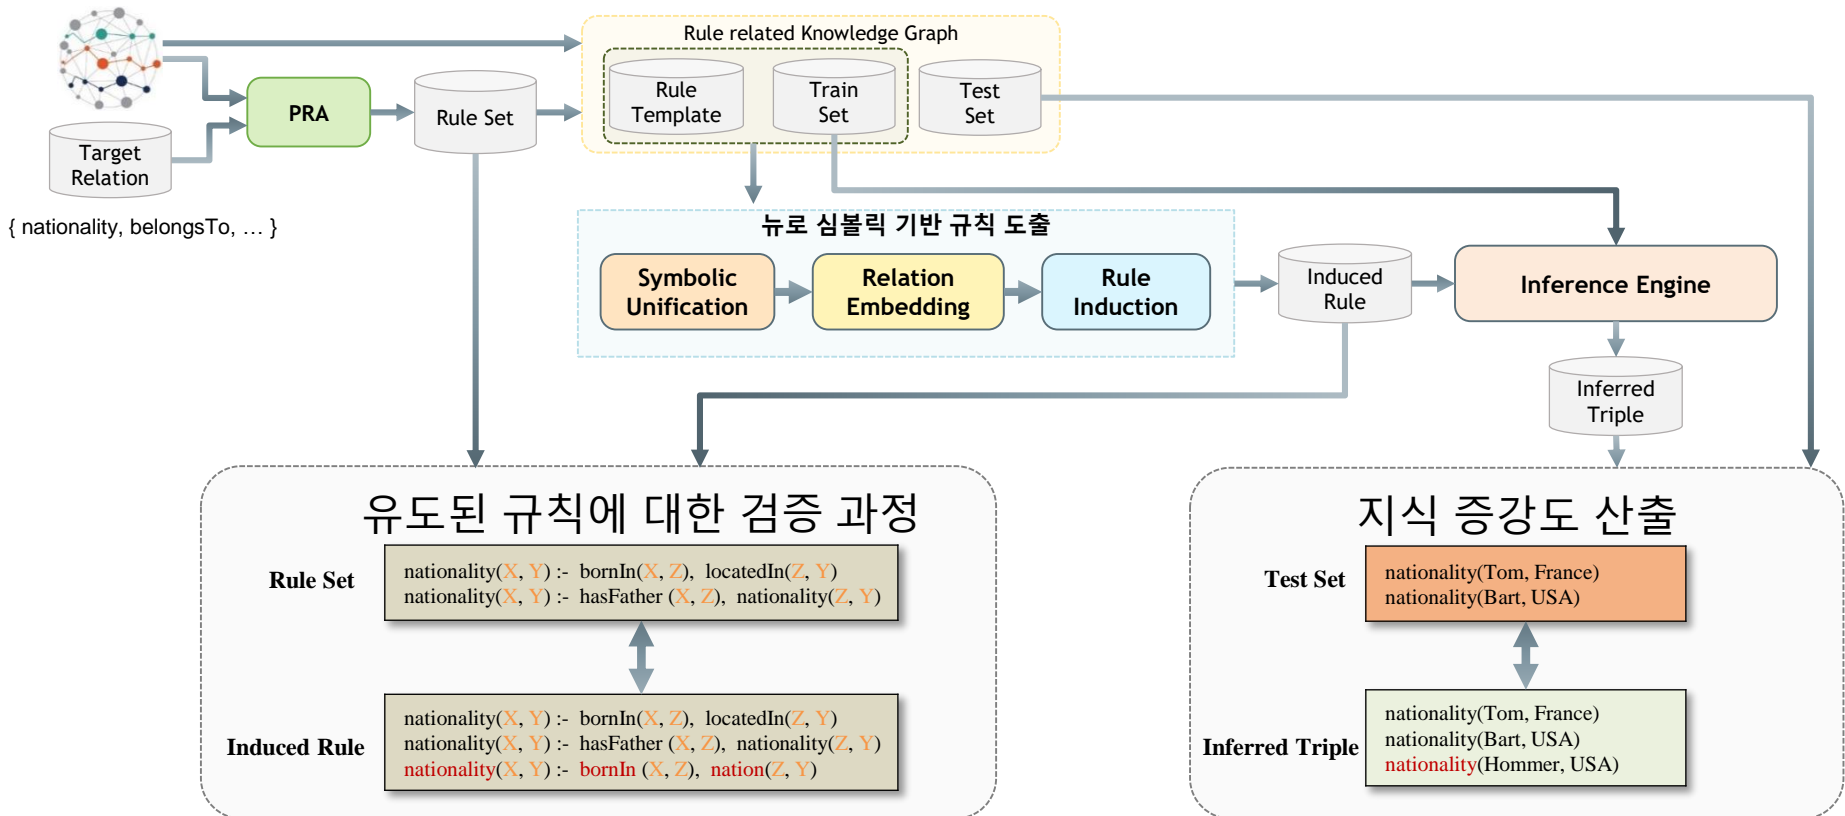 Rule related Knowledge Graph
PRA
Rule Set
Rule
Template
Train
Set
Test
Set
Target
Relation
{ nationality, belongsTo, … }
뉴로 심볼릭 기반 규칙 도출
Symbolic
Unification
Relation
Embedding
Rule
Induction
Induced
Rule
Inference Engine
Inferred
Triple
유도된 규칙에 대한 검증 과정
Rule Set
nationality(X, Y) :- bornIn(X, Z), locatedIn(Z, Y)
nationality(X, Y) :- hasFather (X, Z), nationality(Z, Y)
Induced Rule
nationality(X, Y) :- bornIn(X, Z), locatedIn(Z, Y)
nationality(X, Y) :- hasFather (X, Z), nationality(Z, Y)
nationality(X, Y) :- bornIn (X, Z), nation(Z, Y)
지식 증강도 산출
Test Set
nationality(Tom, France)
nationality(Bart, USA)
Inferred Triple
nationality(Tom, France)
nationality(Bart, USA)
nationality(Hommer, USA)